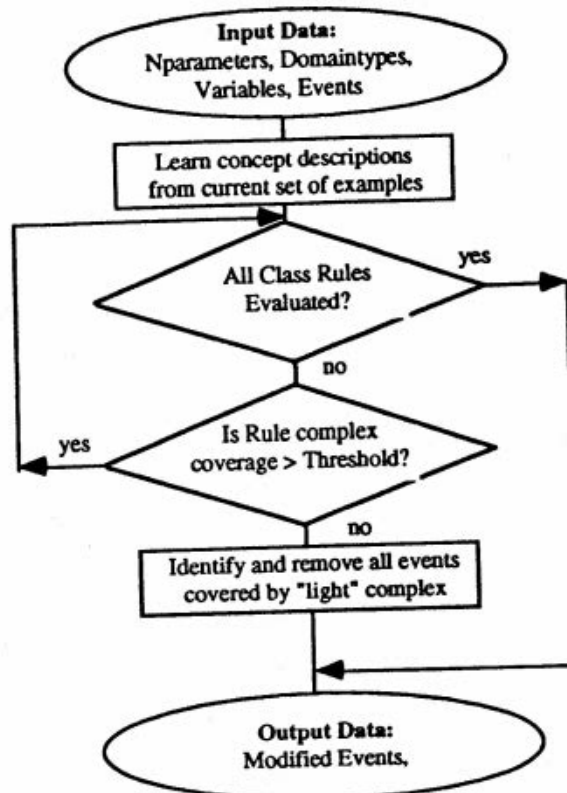 Input Data:
Nparameters, Domaintypes,
Variables, Events
Learn concept descriptions
from current set of examples
All Class Rules
Evaluated?
yes
no
Is Rule complex
coverage > Threshold?
yes
no
Identify and remove all events
covered by "light" complex
Output Data:
Modified Events,